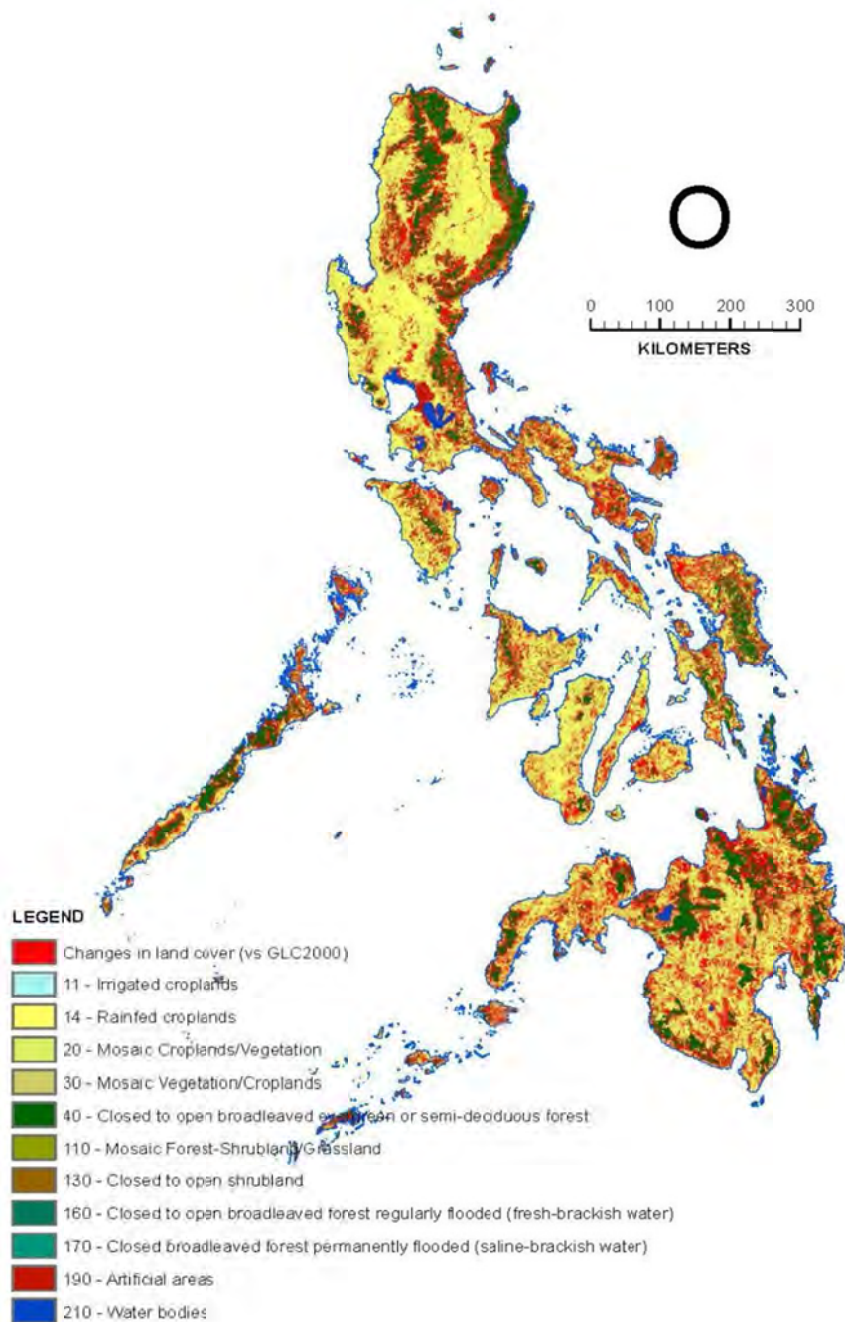 O
0 100 200 300
KILOMETERS
LEGEND
Changes in land cover (vs GLC2000)
11 - Irrigated croplands
14 - Rainfed croplands
20 - Mosaic Croplands/Vegetation
30 - Mosaic Vegetation/Croplands
40 - Closed to open broadleaved evergreen or semi-deciduous forest
110 - Mosaic Forest-Shrubland/Grassland
130 - Closed to open shrubland
160 - Closed to open broadleaved forest regularly flooded (fresh-brackish water)
170 - Closed broadleaved forest permanently flooded (saline-brackish water)
190 - Artificial areas
210 - Water bodies